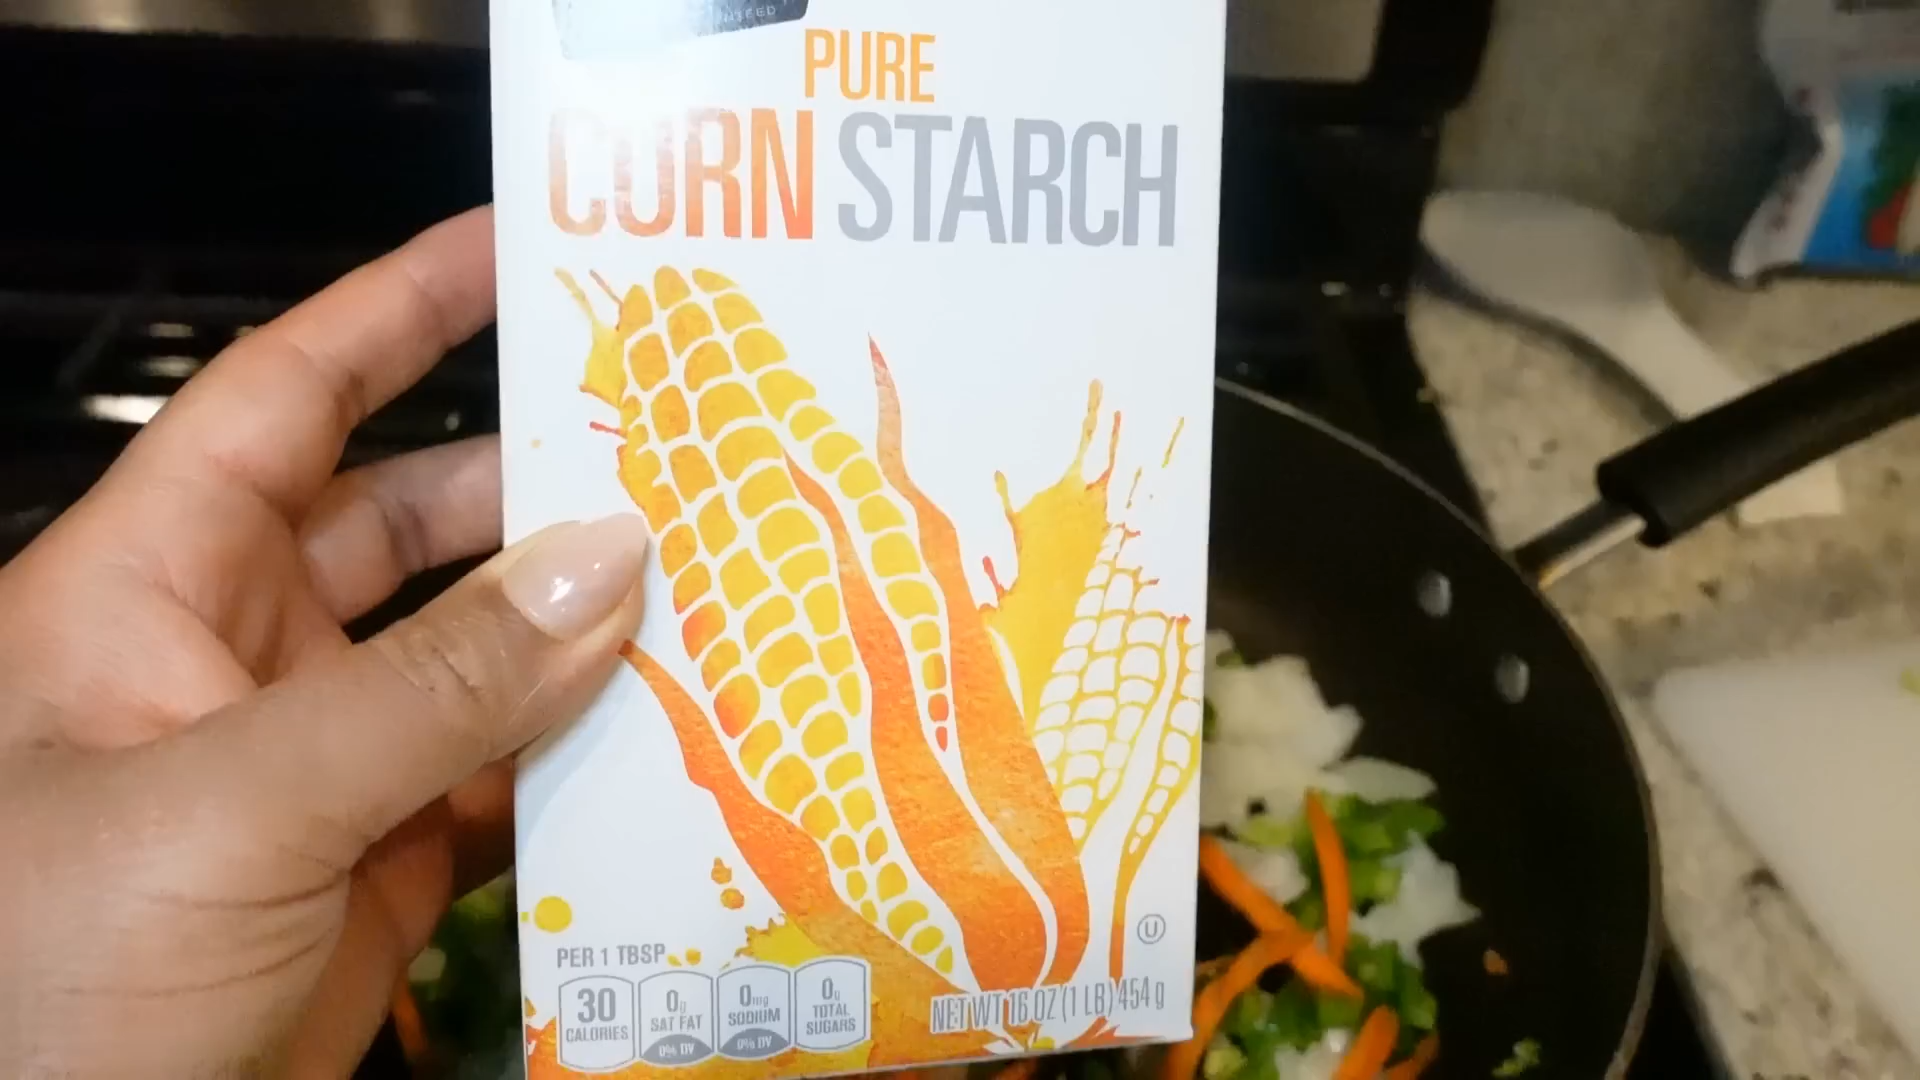 PURE
CORN STARCH
U
PER 1 TBSP
30
CALORIES
0g
SAT FAT
0% DV
0mg
SODIUM
0% DV
0g
TOTAL
SUGARS
NET WT 16 OZ (1 LB) 454 g